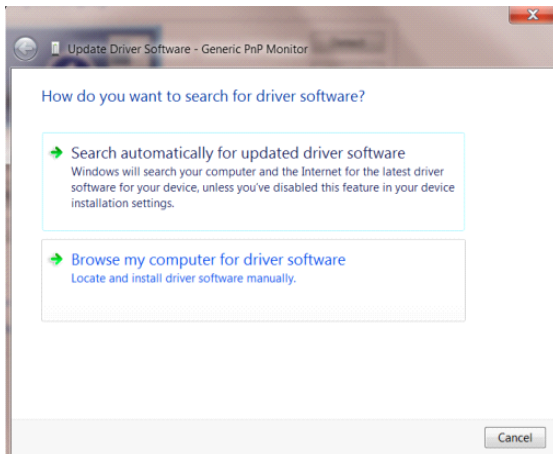 Update Driver Software - Generic PnP Monitor
How do you want to search for driver software?
Search automatically for updated driver software
Windows will search your computer and the Internet for the latest driver
software for your device, unless you've disabled this feature in your device
installation settings.
Browse my computer for driver software
Locate and install driver software manually.
Cancel